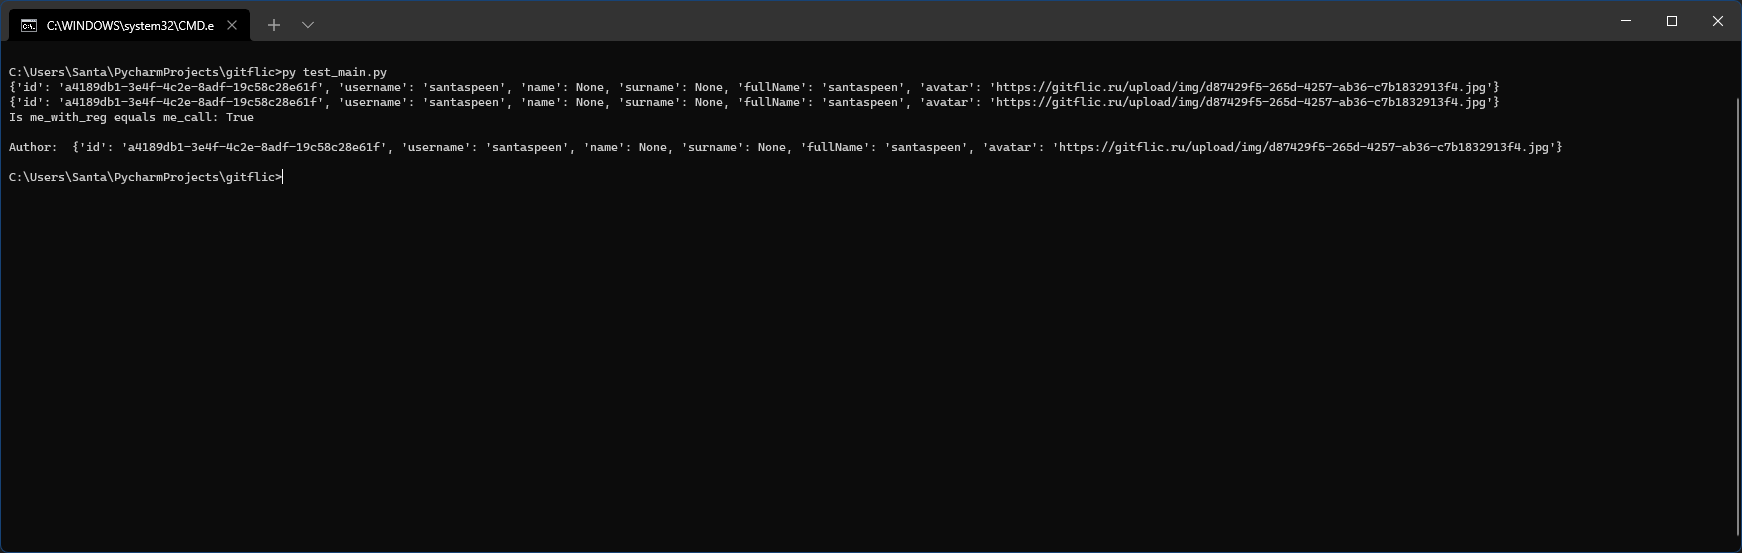 C:\WINDOWS\system32\CMD.e
C:\Users\Santa\PycharmProjects\gitflic>py test_main.py
{'id': 'a4189db1-3e4f-4c2e-8adf-19c58c28e61f', 'username': 'santaspeen', 'name': None, 'surname': None, 'fullName': 'santaspeen', 'avatar': 'https://gitflic.ru/upload/img/d87429f5-265d-4257-ab36-c7b1832913f4.jpg'}
{'id': 'a4189db1-3e4f-4c2e-8adf-19c58c28e61f', 'username': 'santaspeen', 'name': None, 'surname': None, 'fullName': 'santaspeen', 'avatar': 'https://gitflic.ru/upload/img/d87429f5-265d-4257-ab36-c7b1832913f4.jpg'}
Is me_with_reg equals me_call: True
Author:  {'id': 'a4189db1-3e4f-4c2e-8adf-19c58c28e61f', 'username': 'santaspeen', 'name': None, 'surname': None, 'fullName': 'santaspeen', 'avatar': 'https://gitflic.ru/upload/img/d87429f5-265d-4257-ab36-c7b1832913f4.jpg'}
C:\Users\Santa\PycharmProjects\gitflic>